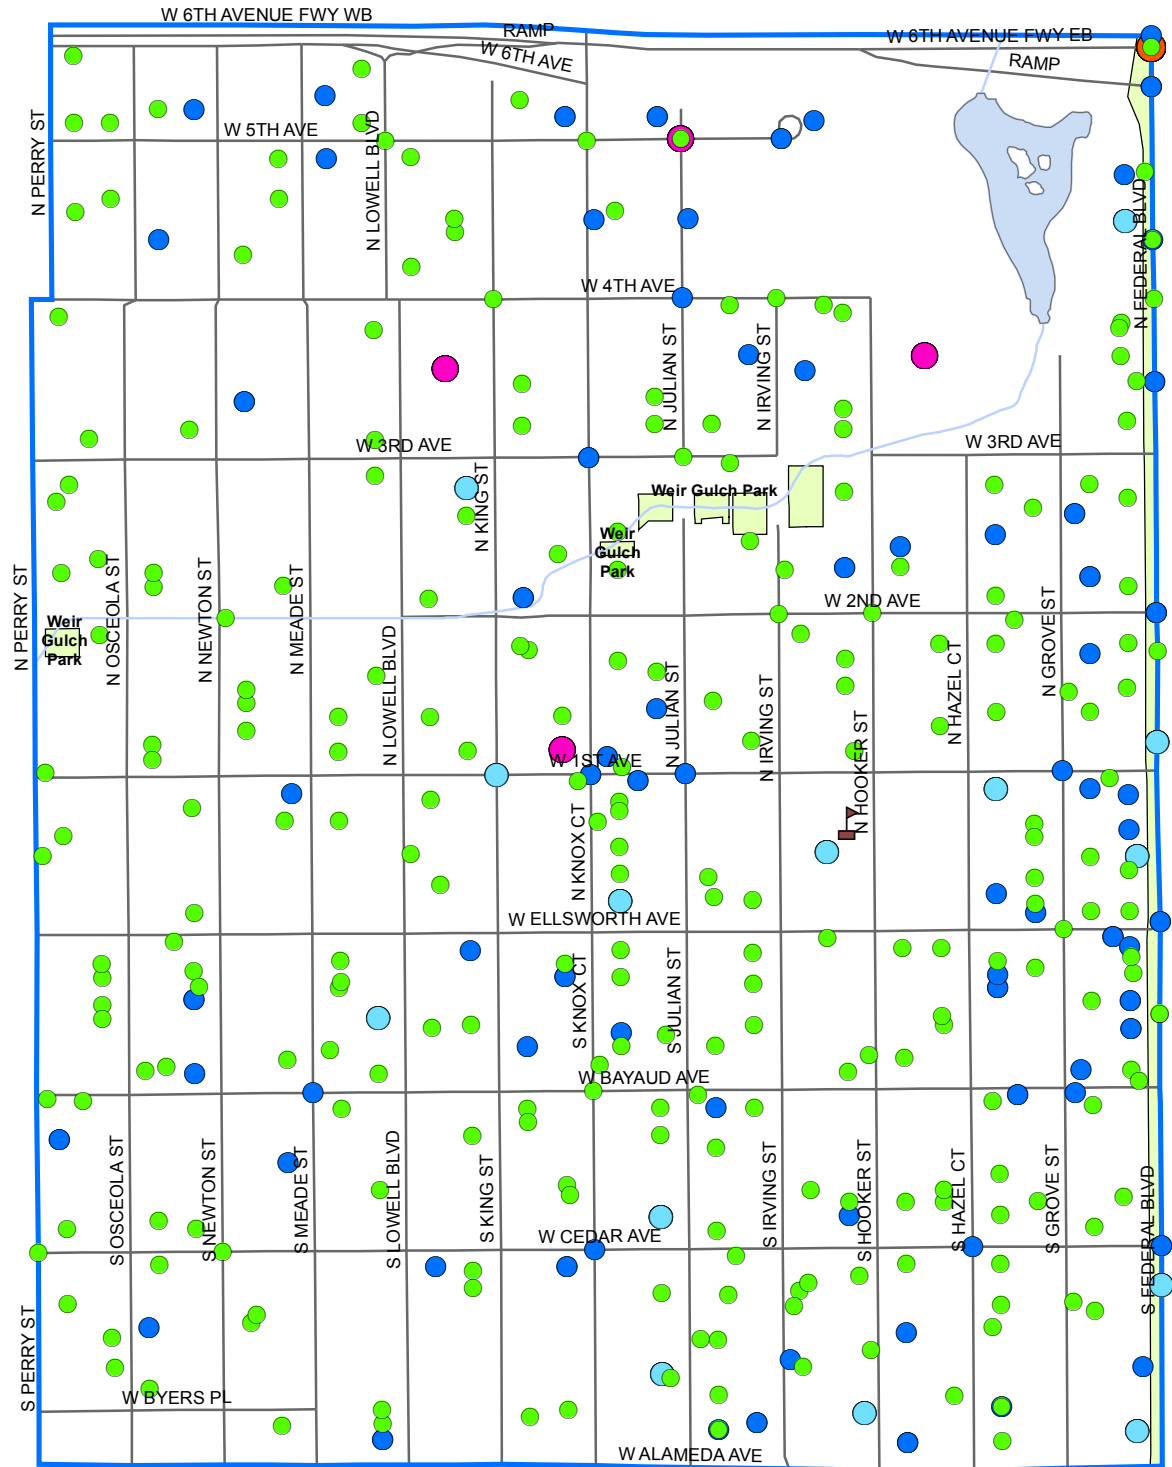 W 6TH AVENUE FWY WB
RAMP
W 6TH AVENUE FWY EB
W 6TH AVE
RAMP
W 5TH AVE
N PERRY ST
N LOWELL BLVD
N FEDERAL BLVD
W 4TH AVE
N JULIAN ST
N IRVING ST
W 3RD AVE
W 3RD AVE
N KING ST
Weir Gulch Park
Weir
Gulch
Park
N PERRY ST
N OSCEOLA ST
N NEWTON ST
N MEADE ST
W 2ND AVE
N GROVE ST
Weir
Gulch
Park
N LOWELL BLVD
N JULIAN ST
N IRVING ST
N HOOKER ST
N HAZEL CT
W 1ST AVE
N KNOX CT
W ELLSWORTH AVE
S KNOX CT
S JULIAN ST
W BAYAUD AVE
S OSCEOLA ST
S NEWTON ST
S MEADE ST
S LOWELL BLVD
S KING ST
S IRVING ST
S HOOKER ST
S HAZEL CT
S GROVE ST
S FEDERAL BLVD
W CEDAR AVE
S PERRY ST
W BYERS PL
W ALAMEDA AVE